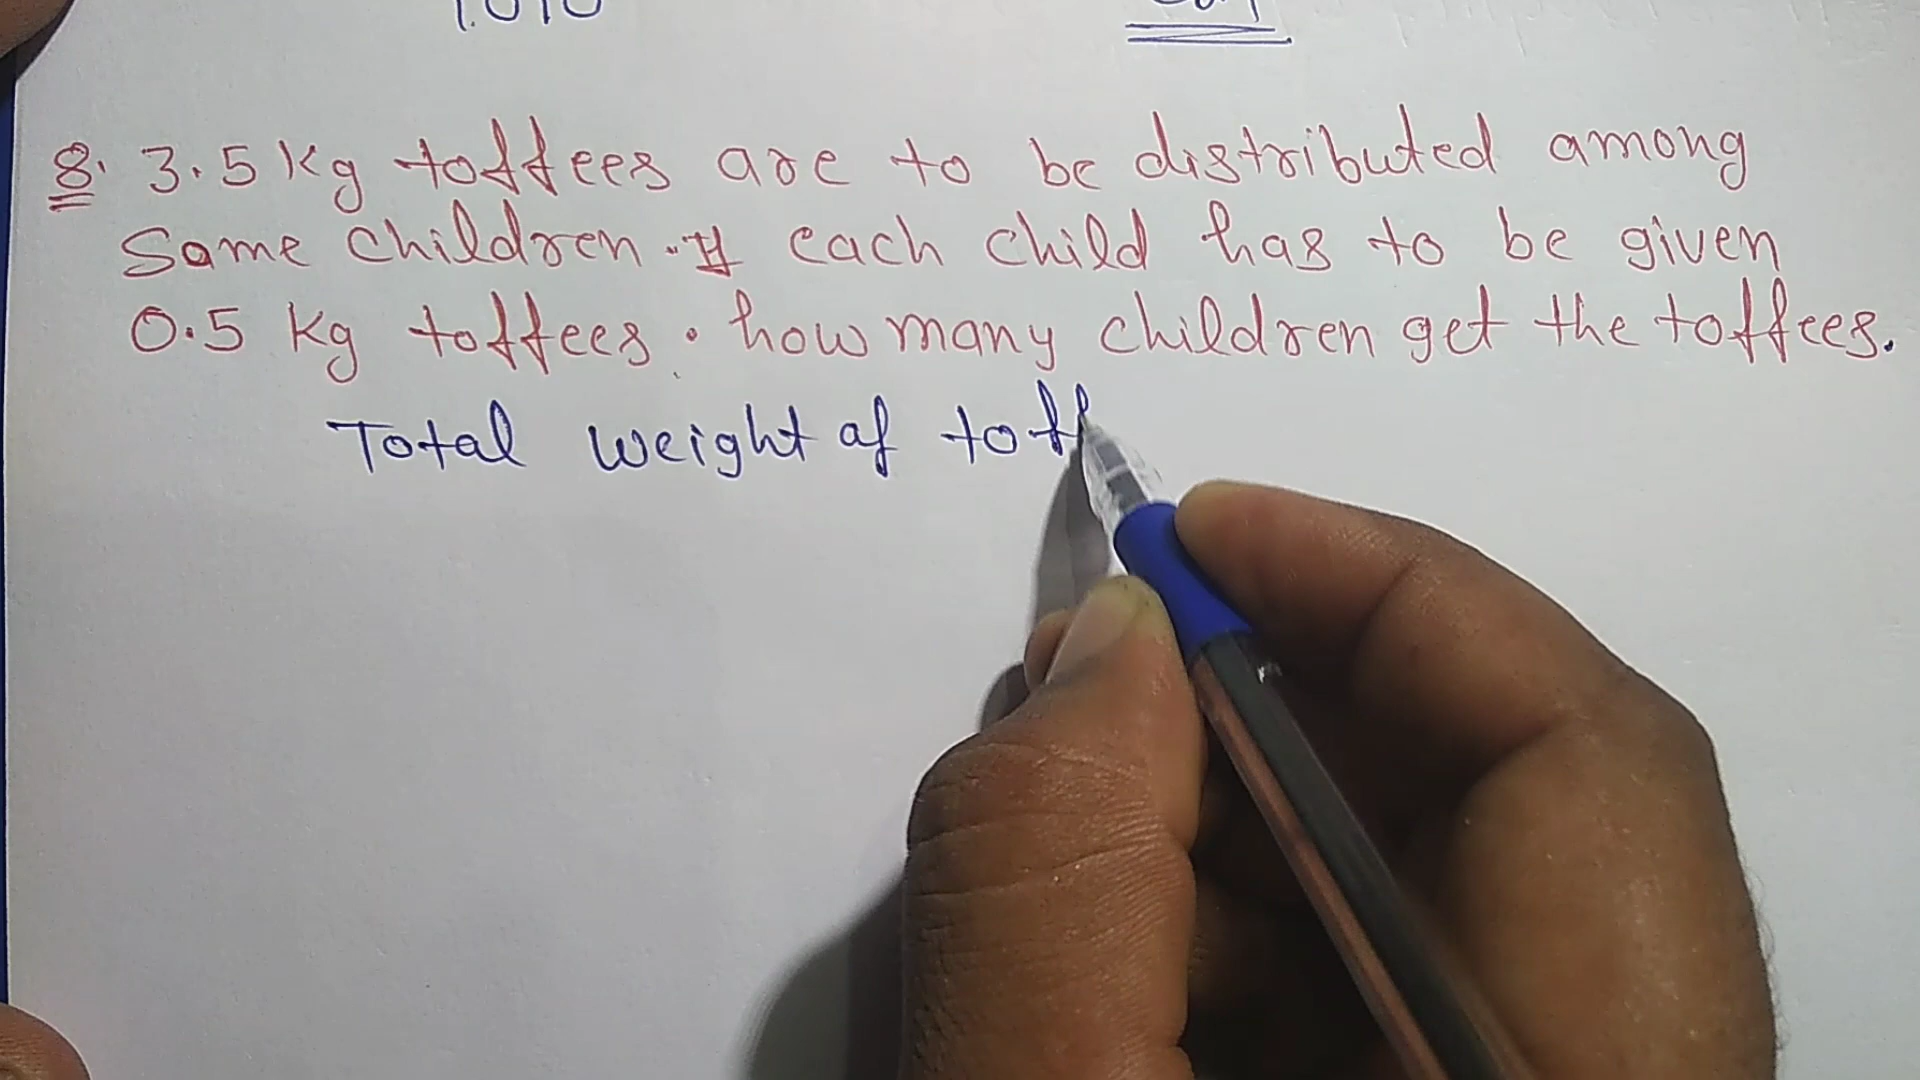 8. 3.5 Kg toffees are to be distributed among
Same children. If each child has to be given
0.5 Kg toffees. how many children get the toffees.
Total weight of toff